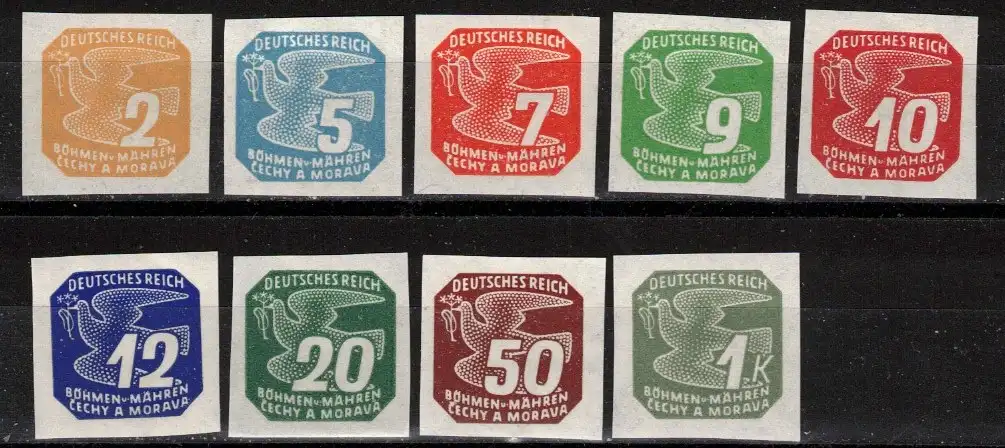 DEUTSCHES REICH
2
BÖHMEN u. MÄHREN
ČECHY A MORAVA
DEUTSCHES REICH
5
BÖHMEN u. MÄHREN
ČECHY A MORAVA
DEUTSCHES REICH
7
BÖHMEN u. MÄHREN
ČECHY A MORAVA
DEUTSCHES REICH
9
BÖHMEN u. MÄHREN
ČECHY A MORAVA
DEUTSCHES REICH
10
BÖHMEN u. MÄHREN
ČECHY A MORAVA
DEUTSCHES REICH
12
BÖHMEN u. MÄHREN
ČECHY A MORAVA
DEUTSCHES REICH
20
BÖHMEN u. MÄHREN
ČECHY A MORAVA
DEUTSCHES REICH
50
BÖHMEN u. MÄHREN
ČECHY A MORAVA
DEUTSCHES REICH
1K
BÖHMEN u. MÄHREN
ČECHY A MORAVA